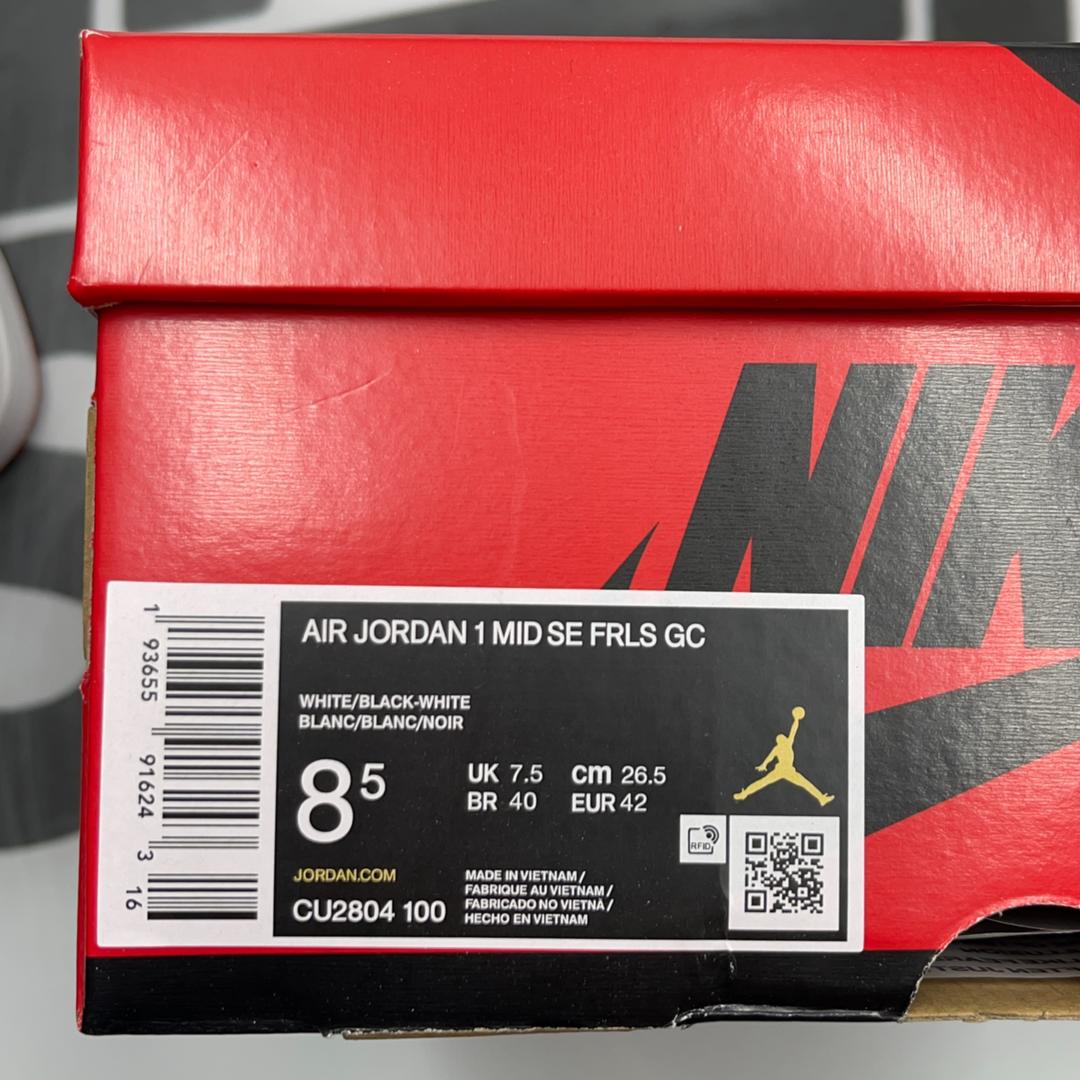 NIK
AIR JORDAN 1 MID SE FRLS GC
WHITE/BLACK-WHITE
BLANC/BLANC/NOIR
8 5
UK 7.5 cm 26.5
BR 40 EUR 42
RFID
JORDAN.COM
CU2804 100
MADE IN VIETNAM /
FABRIQUE AU VIETNAM /
FABRICADO NO VIETNÃ /
HECHO EN VIETNAM
1 93655 91624 3 16